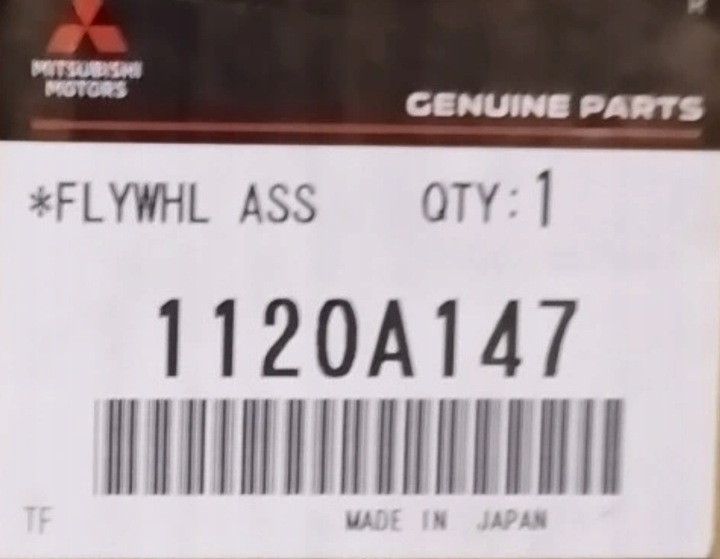 MITSUBISHI
MOTORS
GENUINE PARTS
*FLYWHL ASS QTY:1
1120A147
TF MADE IN JAPAN